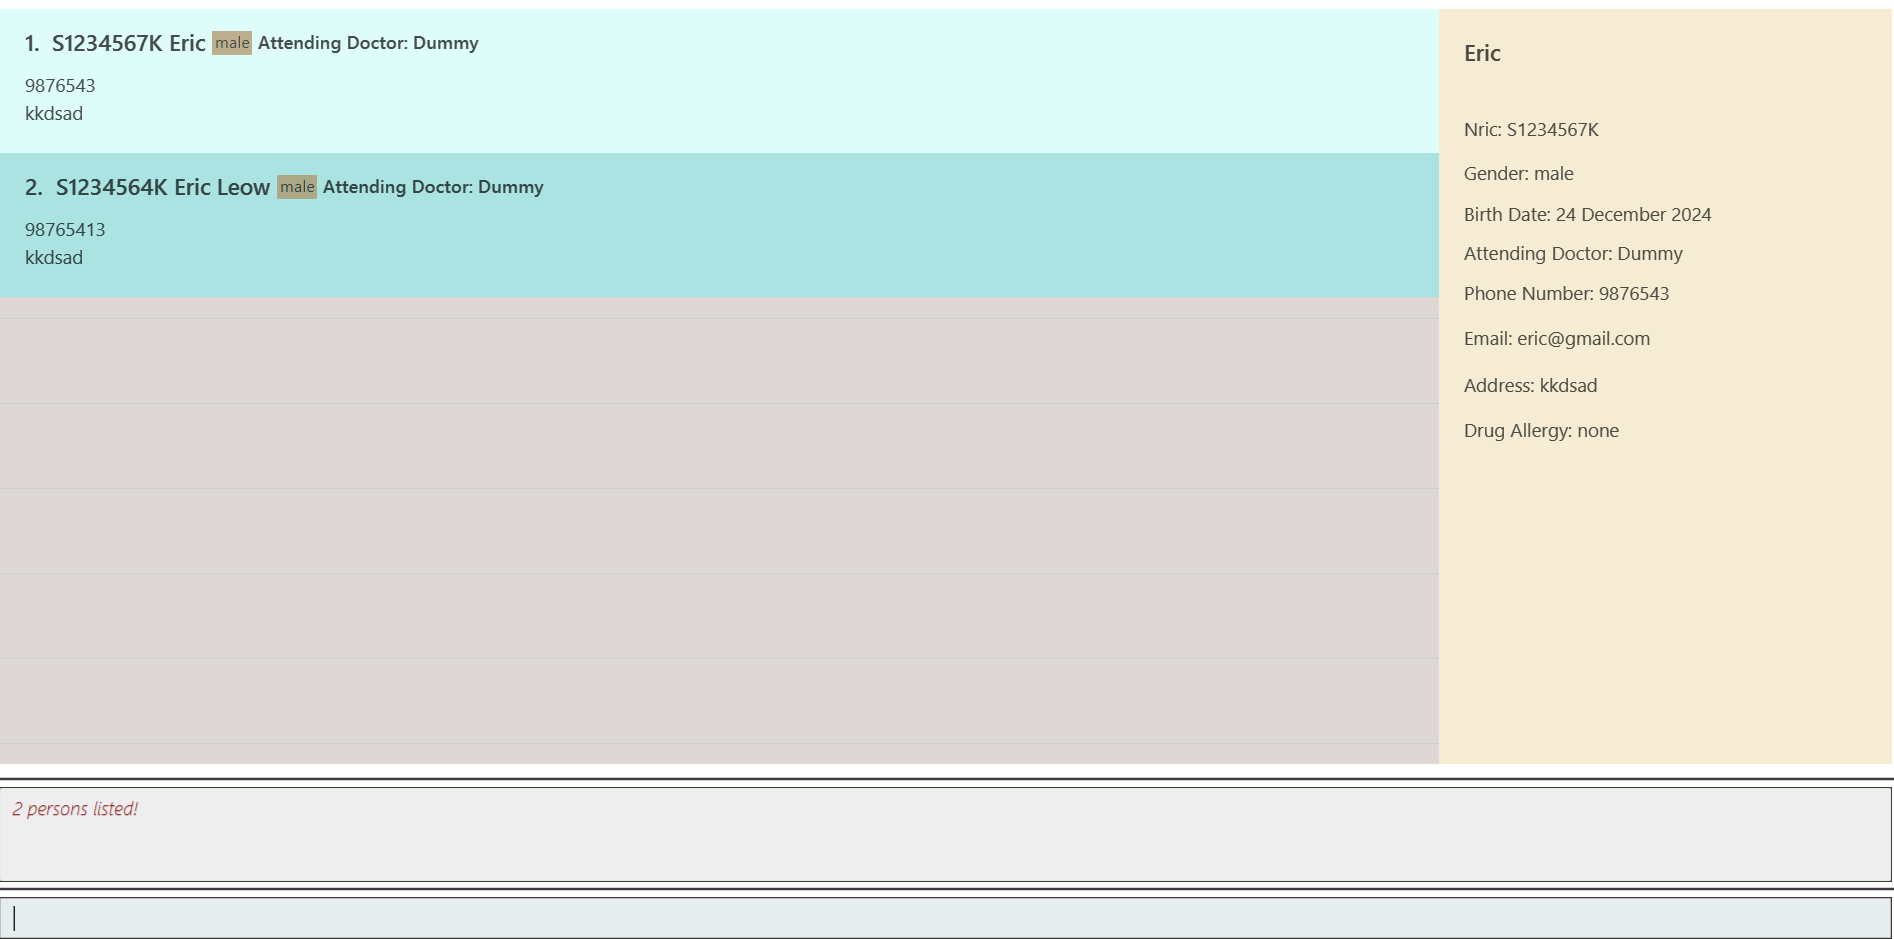 1. S1234567K Eric male Attending Doctor: Dummy
9876543
kkdsad
2. S1234564K Eric Leow male Attending Doctor: Dummy
98765413
kkdsad
Eric
Nric: S1234567K
Gender: male
Birth Date: 24 December 2024
Attending Doctor: Dummy
Phone Number: 9876543
Email: eric@gmail.com
Address: kkdsad
Drug Allergy: none
2 persons listed!